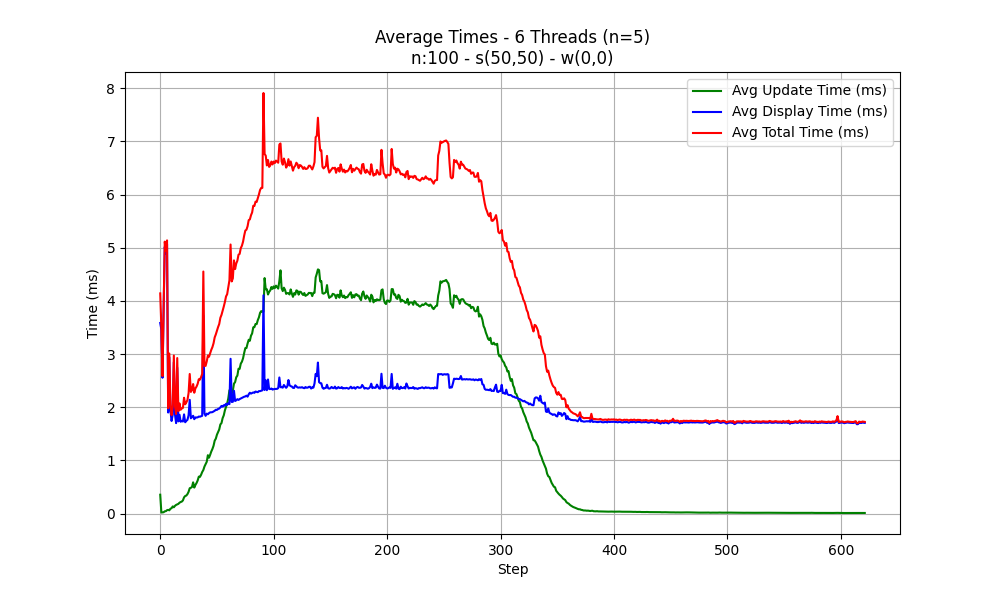 Average Times - 6 Threads (n=5)
n:100 - s(50,50) - w(0,0)
Avg Update Time (ms)
Avg Display Time (ms)
Avg Total Time (ms)
Time (ms)
8
7
6
5
4
3
2
1
0
0 100 200 300 400 500 600
Step